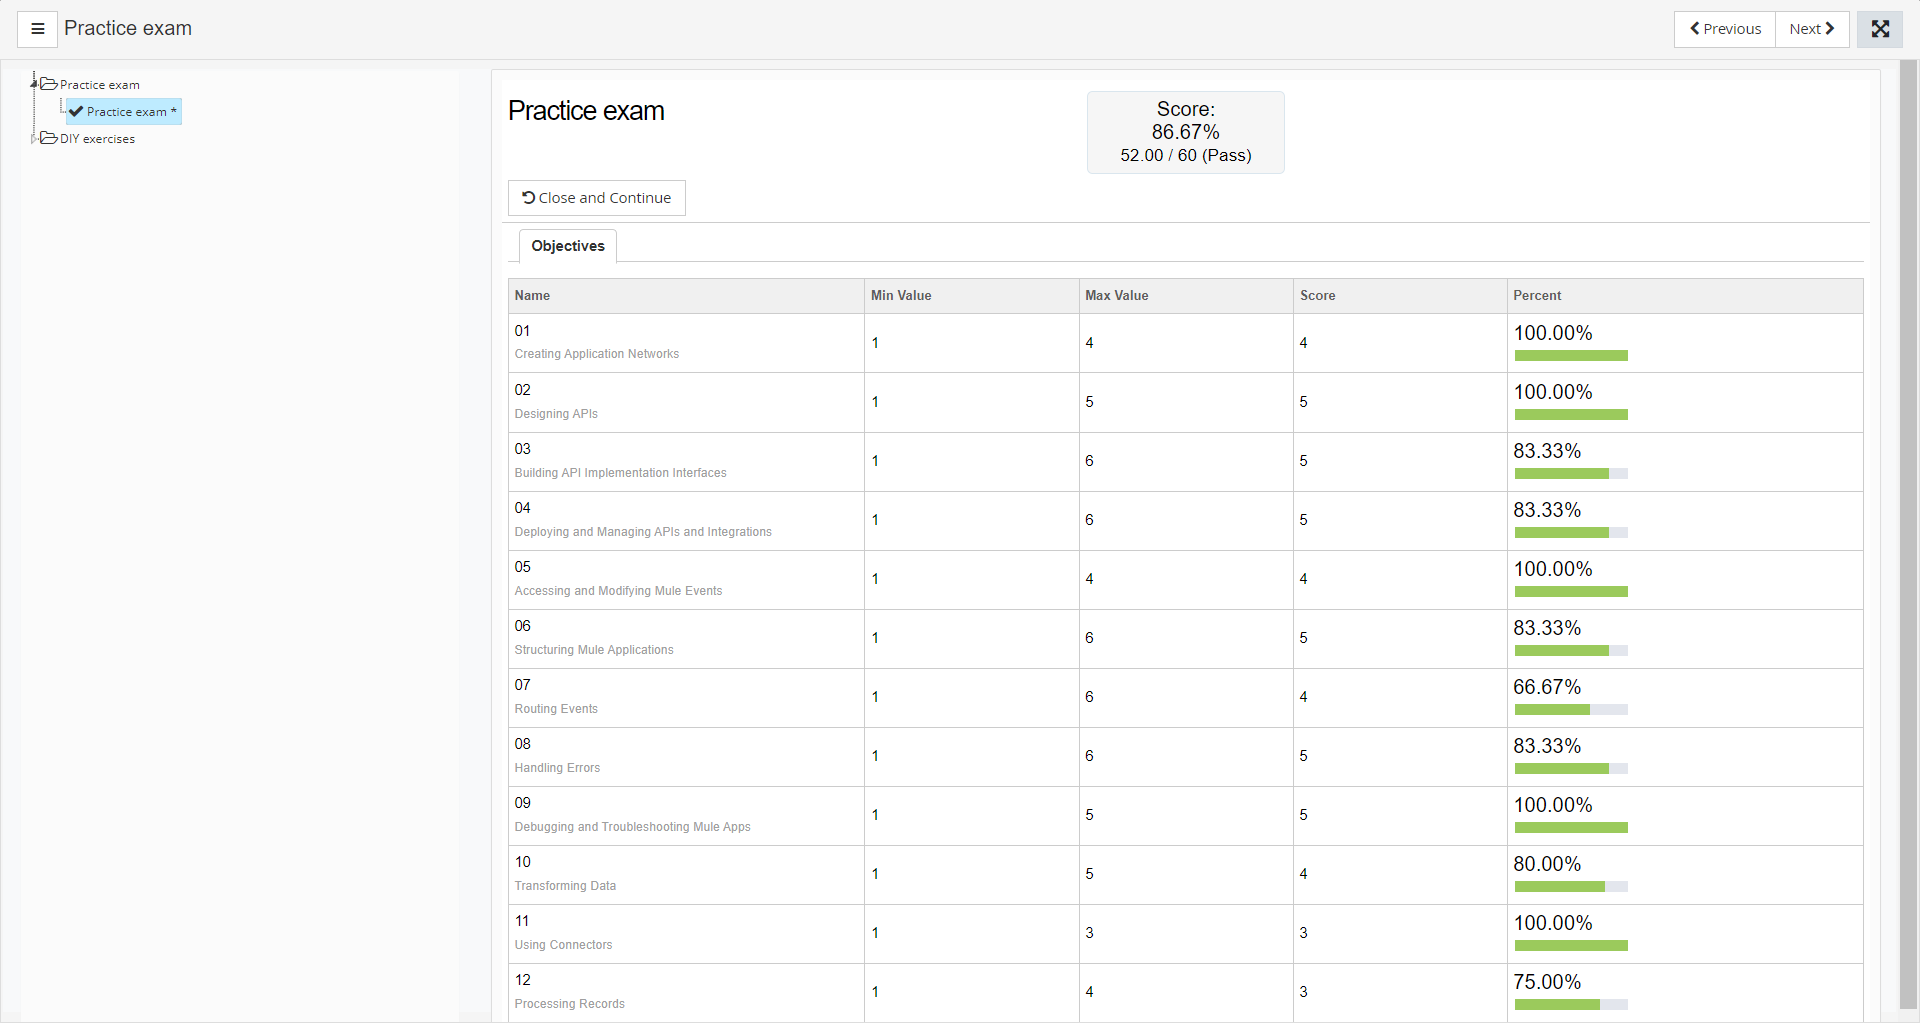 Practice exam
Previous
Next
Practice exam
Practice exam *
DIY exercises
Practice exam
Score:
86.67%
52.00 / 60 (Pass)
Close and Continue
Objectives
Name Min Value Max Value Score Percent
01
Creating Application Networks
1 4 4 100.00%
02
Designing APIs
1 5 5 100.00%
03
Building API Implementation Interfaces
1 6 5 83.33%
04
Deploying and Managing APIs and Integrations
1 6 5 83.33%
05
Accessing and Modifying Mule Events
1 4 4 100.00%
06
Structuring Mule Applications
1 6 5 83.33%
07
Routing Events
1 6 4 66.67%
08
Handling Errors
1 6 5 83.33%
09
Debugging and Troubleshooting Mule Apps
1 5 5 100.00%
10
Transforming Data
1 5 4 80.00%
11
Using Connectors
1 3 3 100.00%
12
Processing Records
1 4 3 75.00%